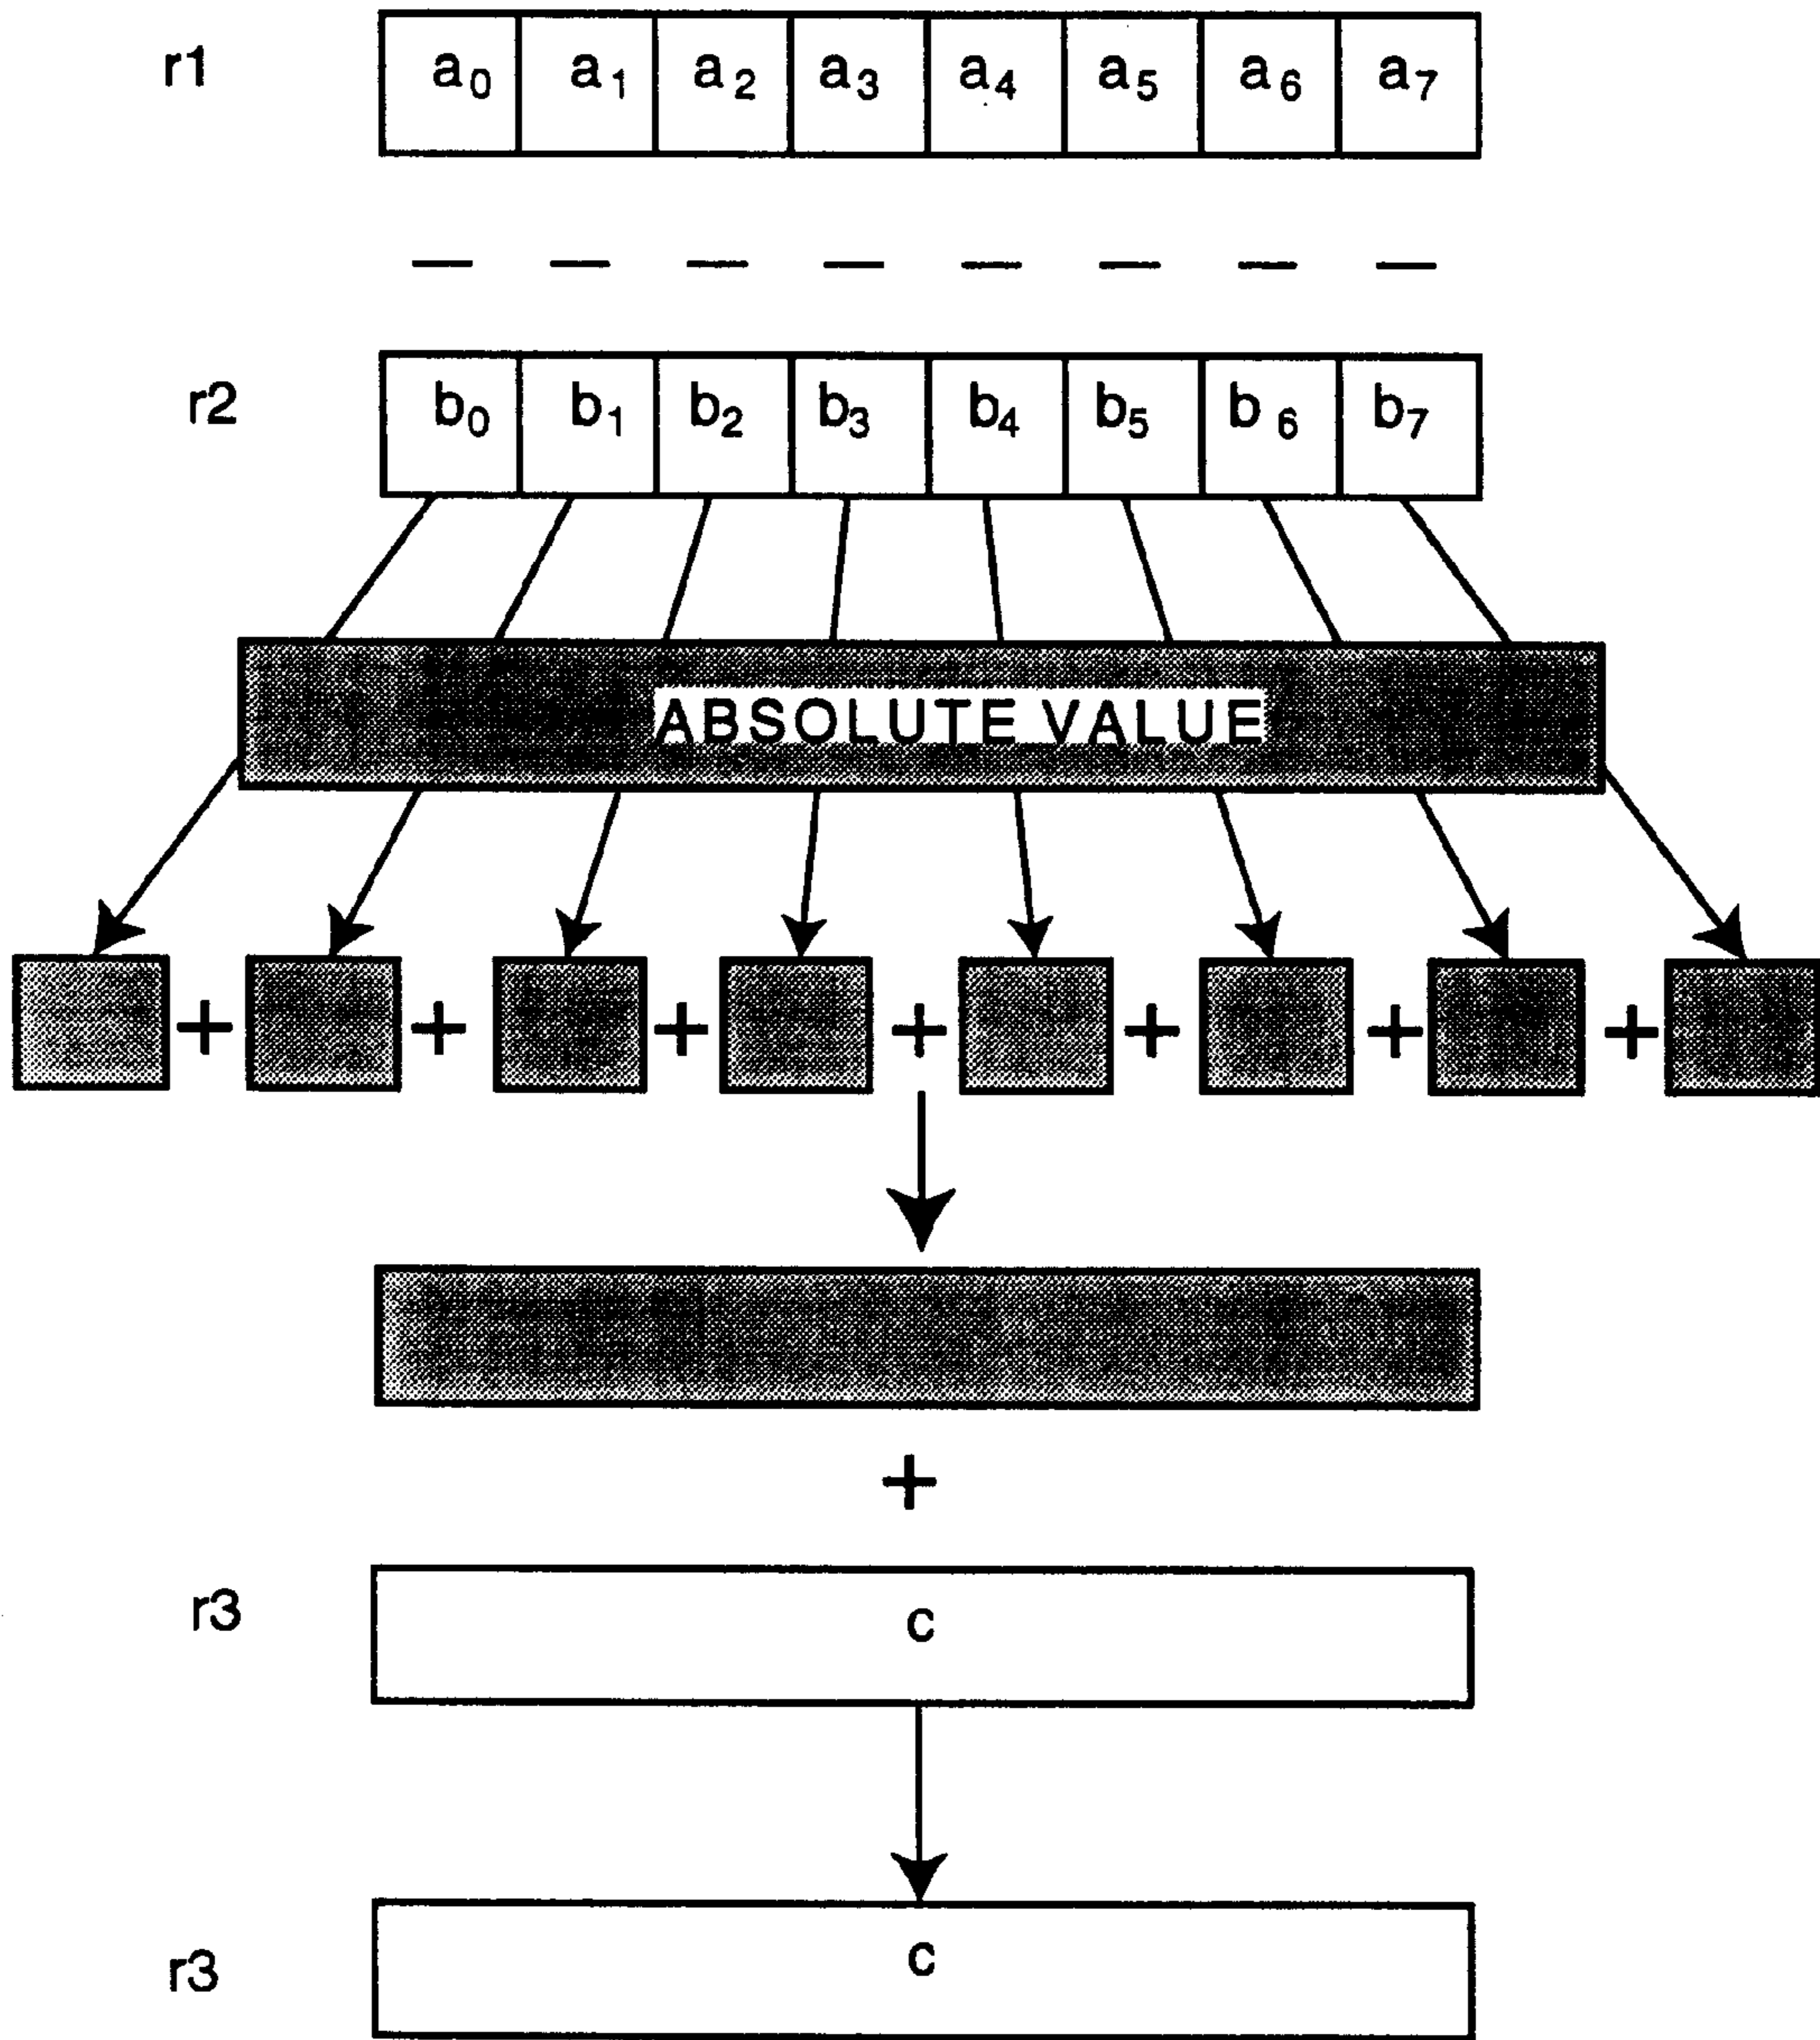 r1 a₀ a₁ a₂ a₃ a₄ a₅ a₆ a₇
— — — — — — — —
r2 b₀ b₁ b₂ b₃ b₄ b₅ b₆ b₇
ABSOLUTE VALUE
+ + + + + + +
+
r3 c
r3 c